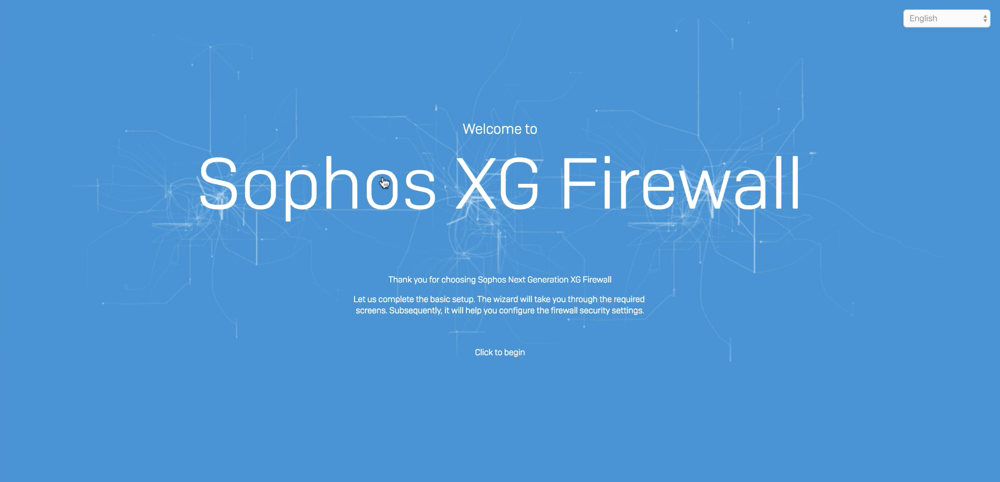 English
Welcome to
Sophos XG Firewall
Thank you for choosing Sophos Next Generation XG Firewall
Let us complete the basic setup. The wizard will take you through the required
screens. Subsequently, it will help you configure the firewall security settings.
Click to begin